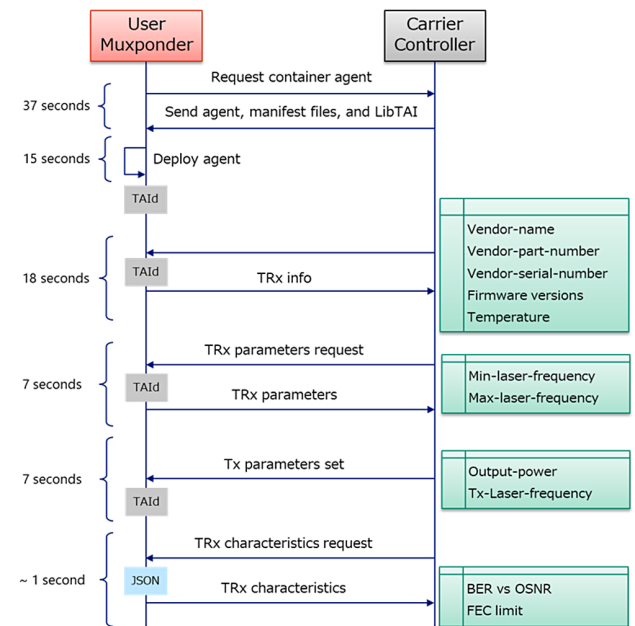 User
Muxponder
Carrier
Controller
Request container agent
37 seconds
Send agent, manifest files, and LibTAI
15 seconds
Deploy agent
TAId
Vendor-name
Vendor-part-number
Vendor-serial-number
Firmware versions
Temperature
18 seconds
TAId
TRx info
TRx parameters request
7 seconds
TAId
TRx parameters
Min-laser-frequency
Max-laser-frequency
Tx parameters set
7 seconds
TAId
Output-power
Tx-Laser-frequency
TRx characteristics request
~ 1 second
JSON
TRx characteristics
BER vs OSNR
FEC limit